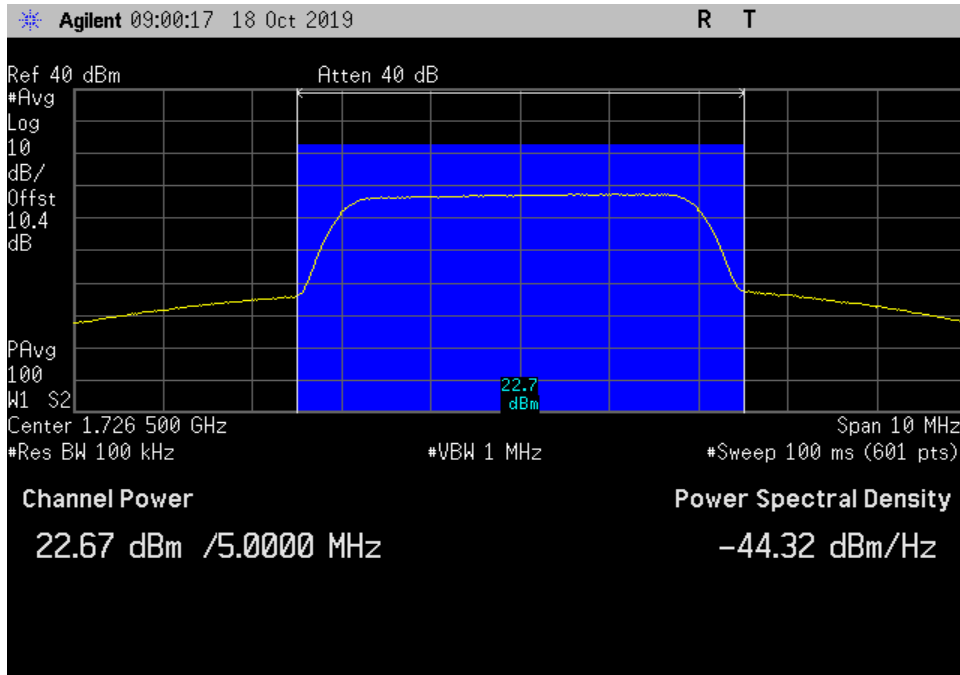 Agilent 09:00:17 18 Oct 2019 R T
Ref 40 dBm Atten 40 dB
#Avg
Log
10
dB/
Offst
10.4
dB
PAvg
100
W1 S2
22.7
dBm
Center 1.726 500 GHz Span 10 MHz
#Res BW 100 kHz #VBW 1 MHz #Sweep 100 ms (601 pts)
Channel Power Power Spectral Density
22.67 dBm /5.0000 MHz -44.32 dBm/Hz